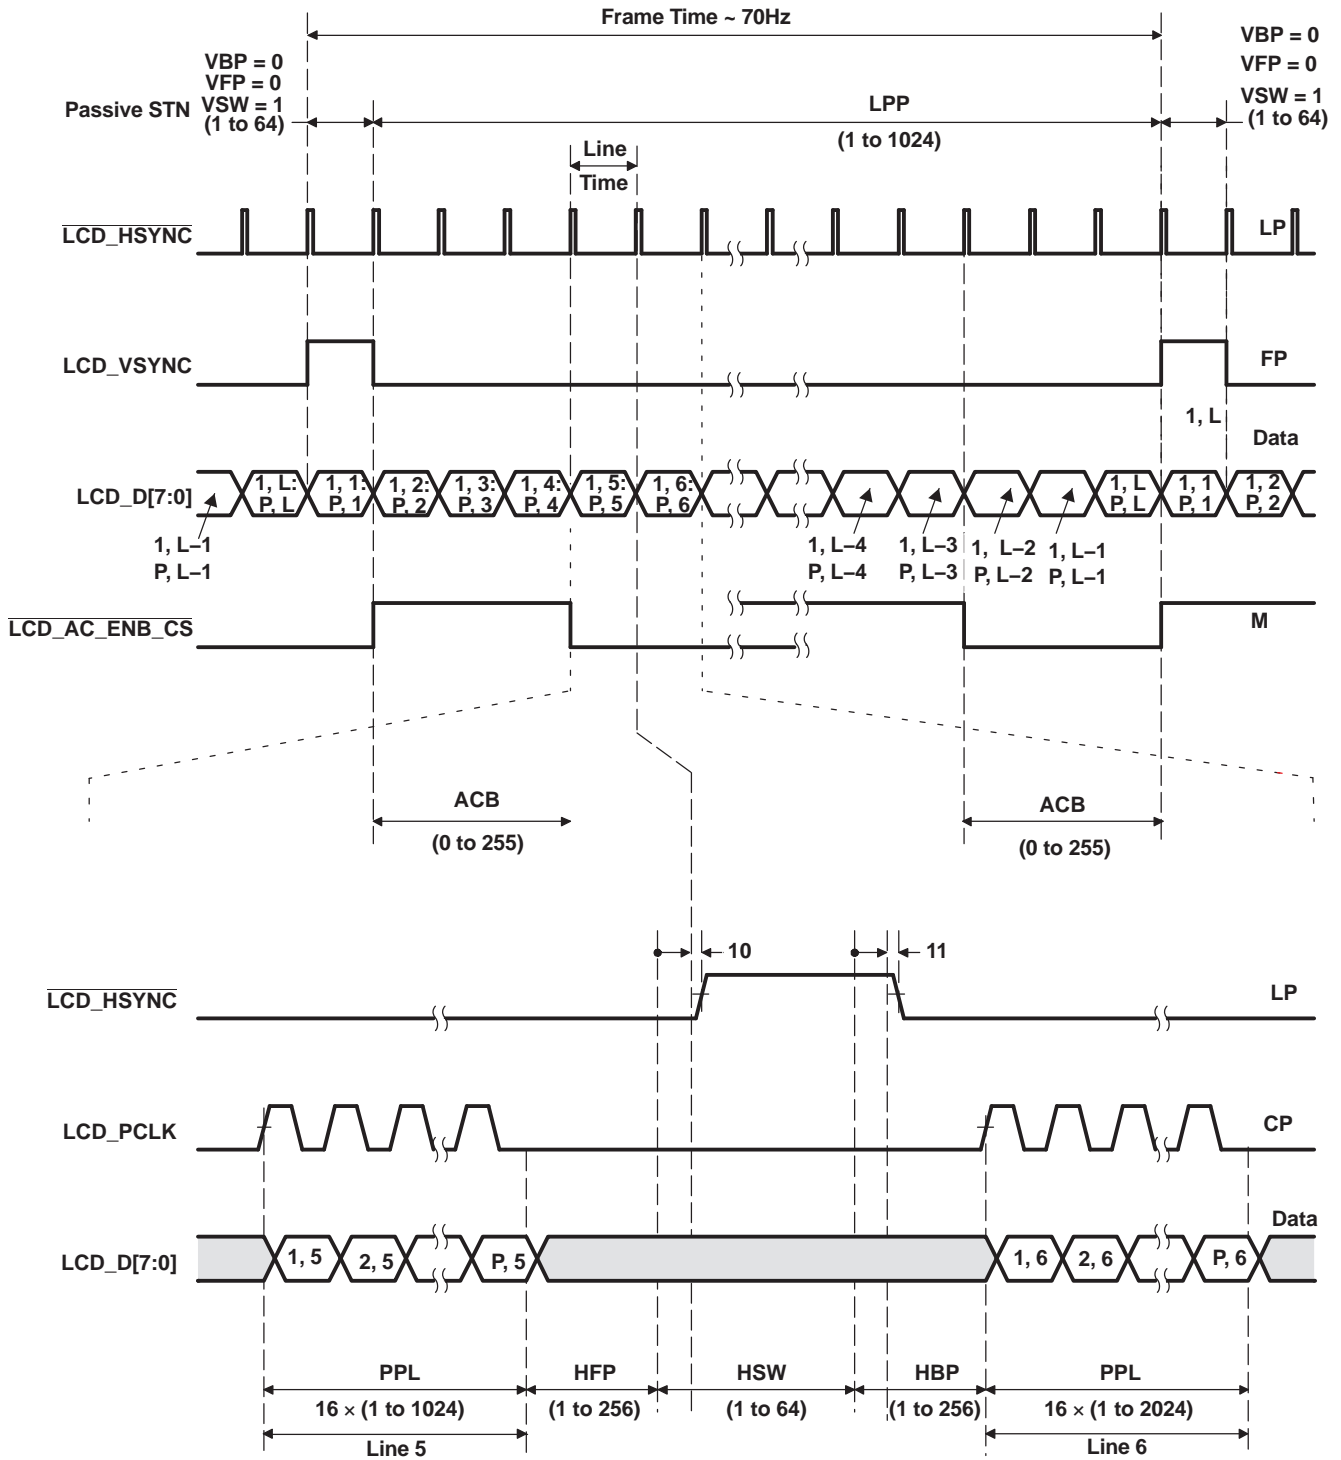 Frame Time ~ 70Hz
VBP = 0
VFP = 0
VSW = 1
(1 to 64)
VBP = 0
VFP = 0
VSW = 1
(1 to 64)
Passive STN
LPP
(1 to 1024)
Line
Time
LCD_HSYNC
LP
LCD_VSYNC
FP
1, L
Data
LCD_D[7:0]
1, L:
P, L
1, 1:
P, 1
1, 2:
P, 2
1, 3:
P, 3
1, 4:
P, 4
1, 5:
P, 5
1, 6:
P, 6
1, L
P, L
1, 1
P, 1
1, 2
P, 2
1, L–1
P, L–1
1, L–4
P, L–4
1, L–3
P, L–3
1, L–2
P, L–2
1, L–1
P, L–1
LCD_AC_ENB_CS
M
ACB
(0 to 255)
ACB
(0 to 255)
10
11
LCD_HSYNC
LP
LCD_PCLK
CP
Data
LCD_D[7:0]
1, 5
2, 5
P, 5
1, 6
2, 6
P, 6
PPL
HFP
HSW
HBP
PPL
16 × (1 to 1024)
(1 to 256)
(1 to 64)
(1 to 256)
16 × (1 to 2024)
Line 5
Line 6